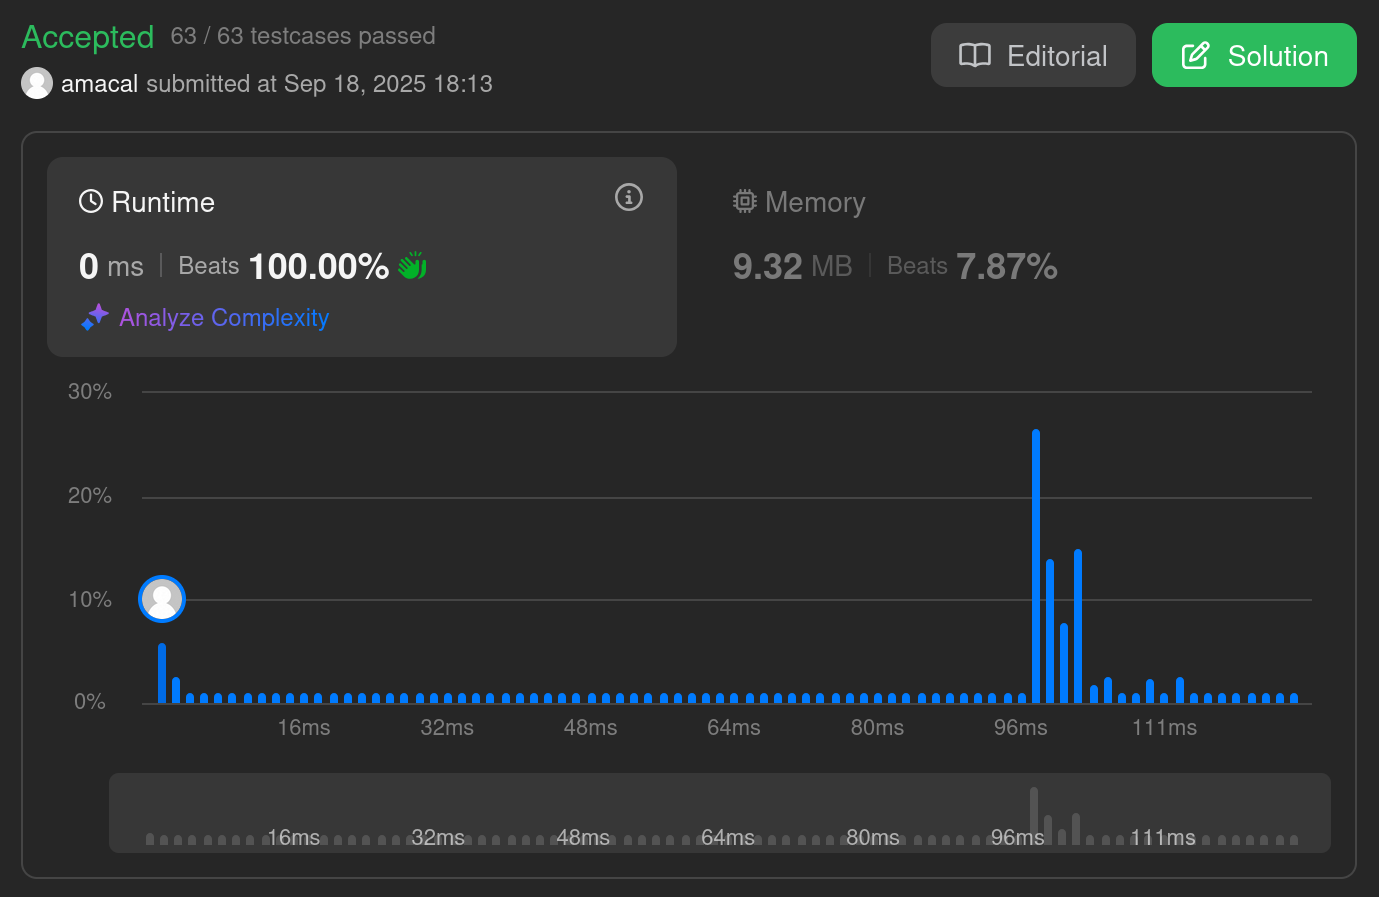 Accepted 63 / 63 testcases passed
Editorial
Solution
amacal submitted at Sep 18, 2025 18:13
Runtime
0 ms | Beats 100.00%
Analyze Complexity
Memory
9.32 MB | Beats 7.87%
30%
20%
10%
0%
16ms 32ms 48ms 64ms 80ms 96ms 111ms
16ms 32ms 48ms 64ms 80ms 96ms 111ms